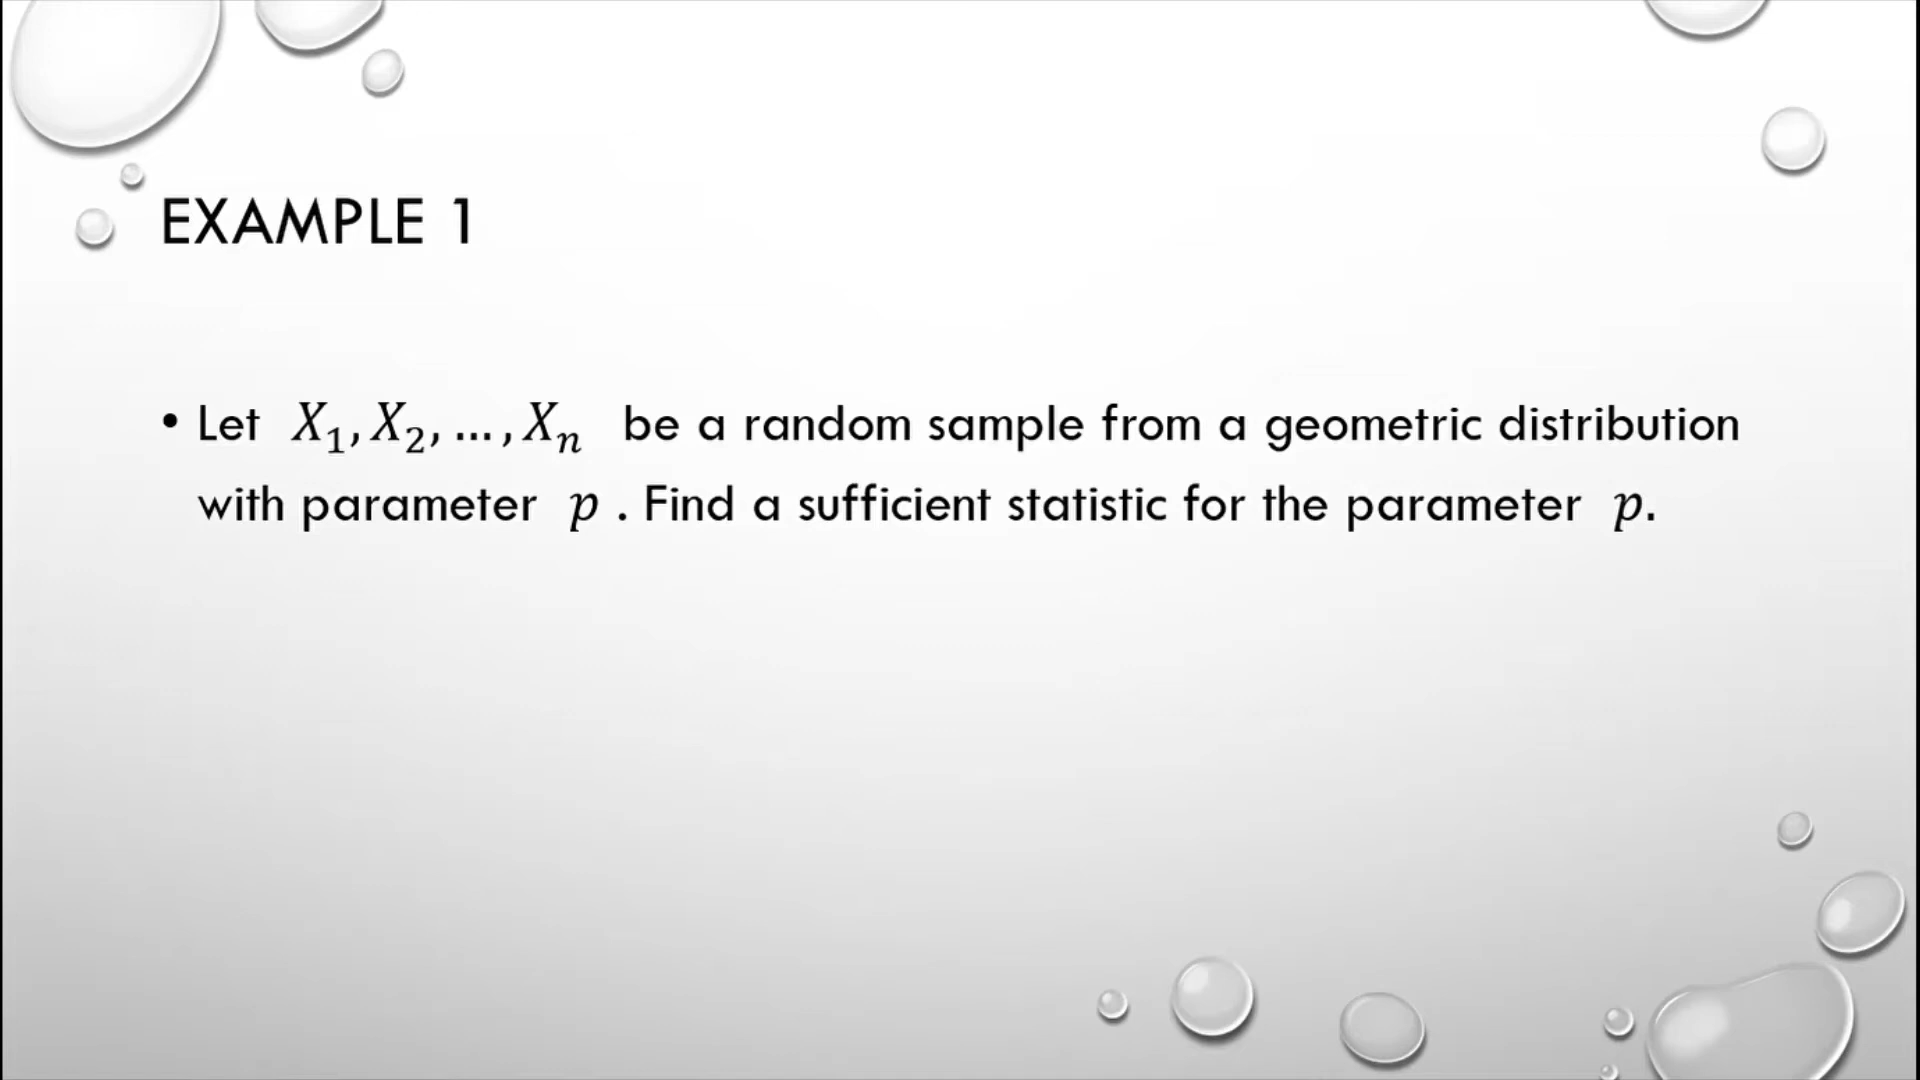 EXAMPLE 1
• Let X₁, X₂, … , Xₙ be a random sample from a geometric distribution
with parameter p . Find a sufficient statistic for the parameter p.